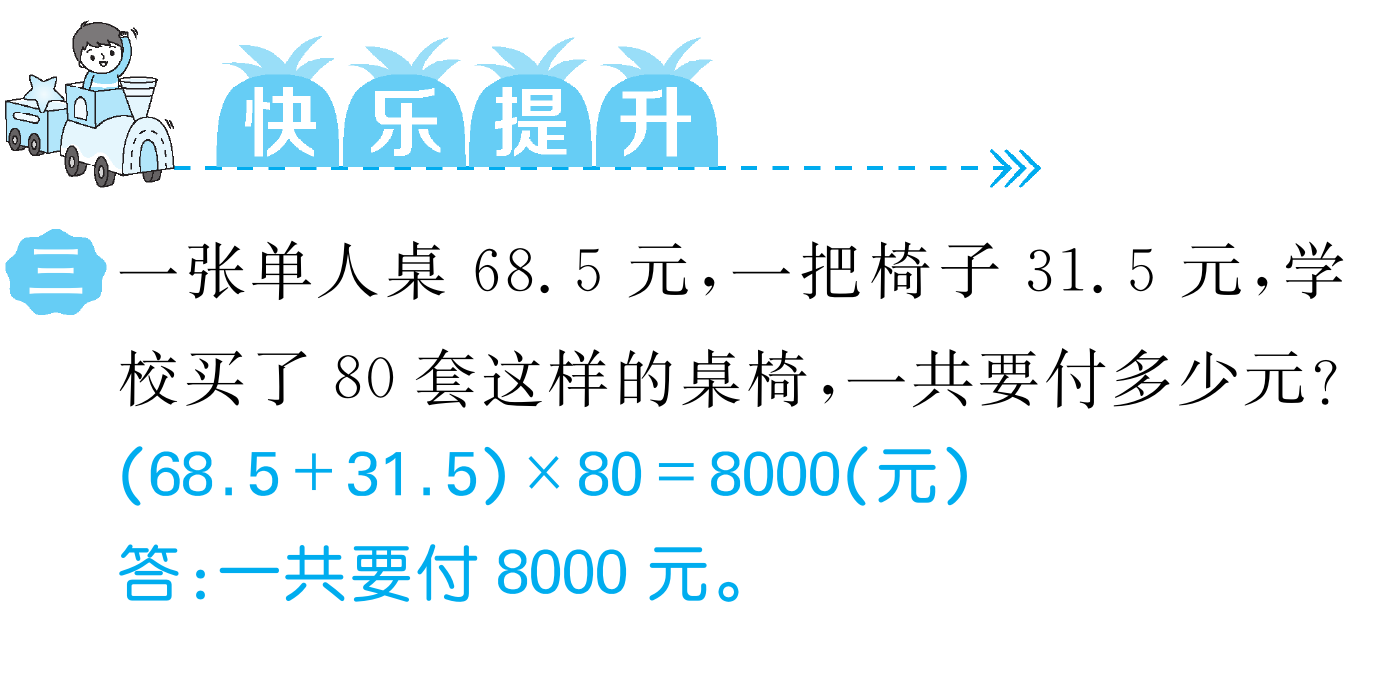 快乐提升
三 一张单人桌 68.5 元,一把椅子 31.5 元,学
校买了 80 套这样的桌椅,一共要付多少元?
(68.5+31.5)×80=8000(元)
答:一共要付 8000 元。